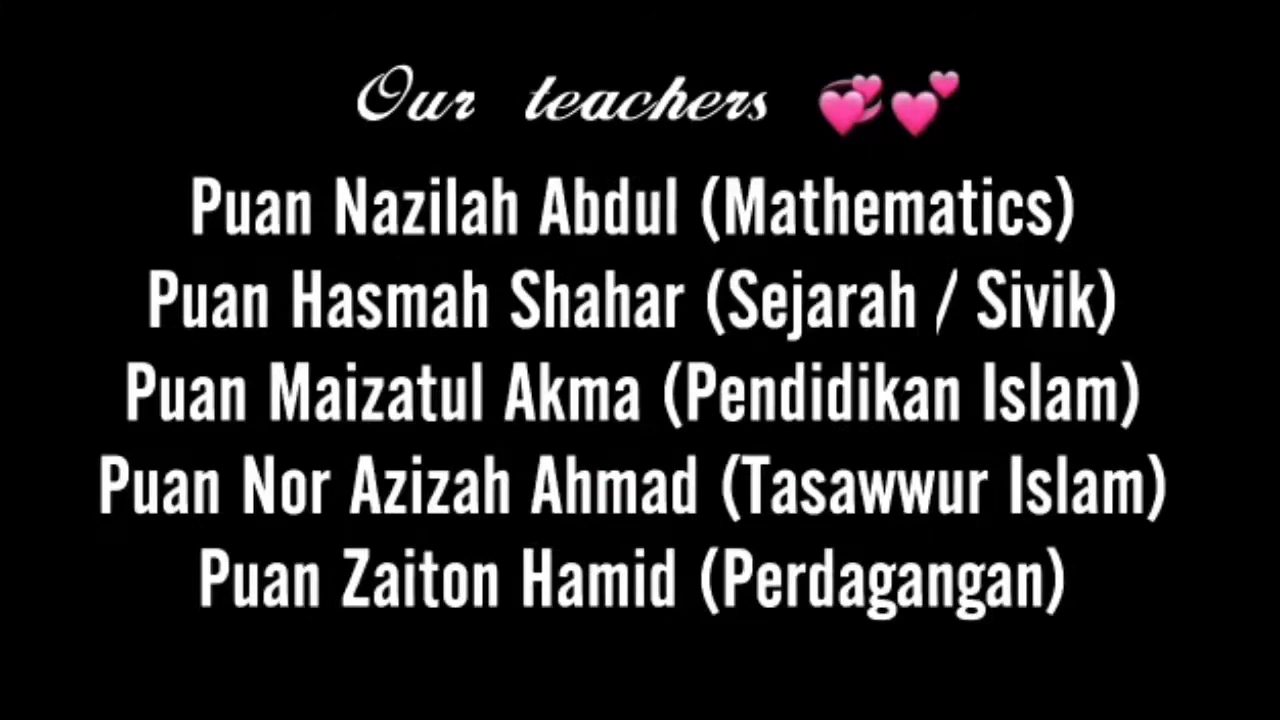 Our teachers 💞💕
Puan Nazilah Abdul (Mathematics)
Puan Hasmah Shahar (Sejarah / Sivik)
Puan Maizatul Akma (Pendidikan Islam)
Puan Nor Azizah Ahmad (Tasawwur Islam)
Puan Zaiton Hamid (Perdagangan)